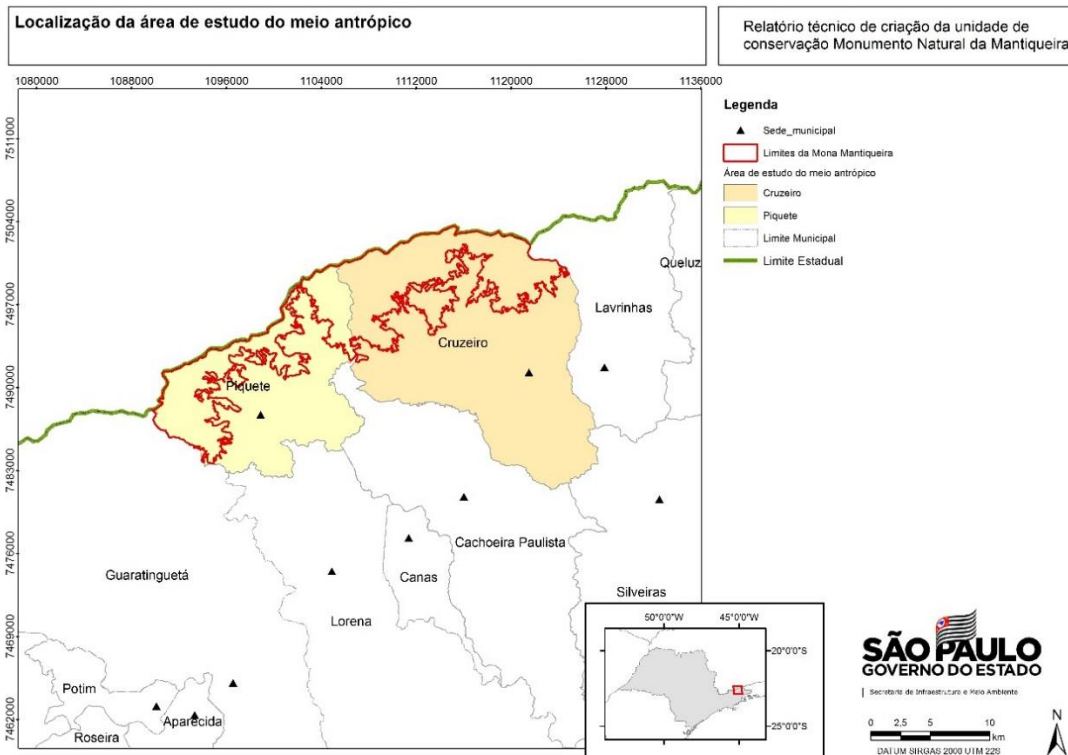 Localização da área de estudo do meio antrópico
Relatório técnico de criação da unidade de
conservação Monumento Natural da Mantiqueira
1080000
1088000
1096000
1104000
1112000
1120000
1128000
1136000
7511000
7504000
7497000
7490000
7483000
7476000
7469000
7462000
Queluz
Lavrinhas
Cruzeiro
Piquete
Cachoeira Paulista
Guaratinguetá
Canas
Silveiras
Lorena
Potim
Aparecida
Roseira
Legenda
Sede_municipal
Limites da Mona Mantiqueira
Área de estudo do meio antrópico
Cruzeiro
Piquete
Limite Municipal
Limite Estadual
50°0'0"W
45°0'0"W
20°0'0"S
25°0'0"S
SÃO PAULO
GOVERNO DO ESTADO
Secretaria de Infraestrutura e Meio Ambiente
0 2,5 5 10
km
DATUM SIRGAS 2000 UTM 22S
N